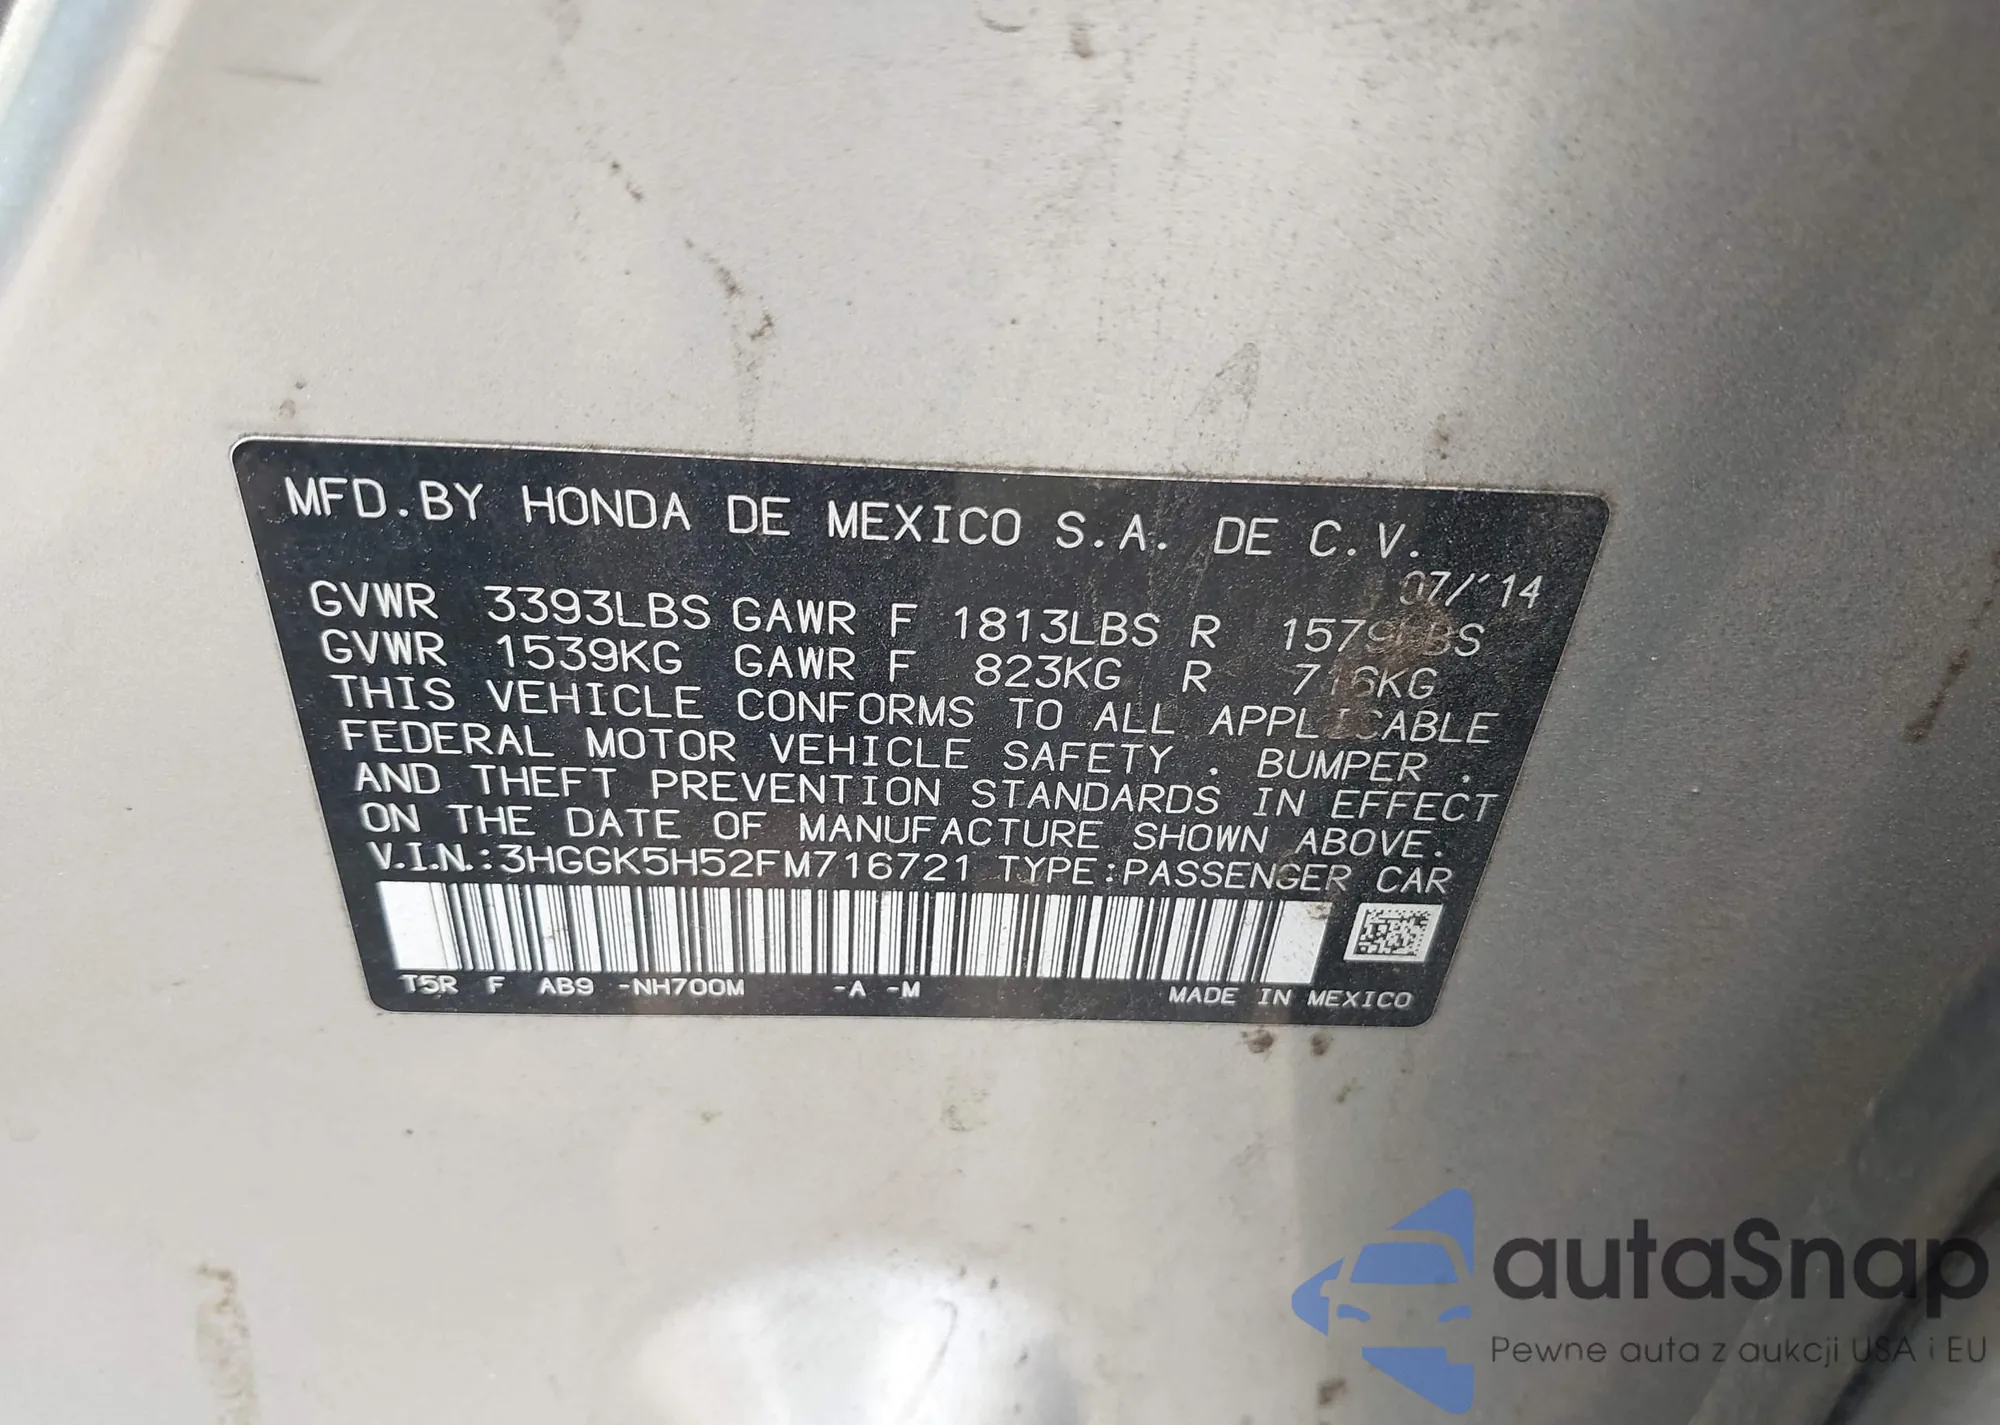 MFD.BY HONDA DE MEXICO S.A. DE C.V.
07/'14
GVWR 3393LBS GAWR F 1813LBS R 1579LBS
GVWR 1539KG GAWR F 823KG R 716KG
THIS VEHICLE CONFORMS TO ALL APPLICABLE
FEDERAL MOTOR VEHICLE SAFETY , BUMPER ,
AND THEFT PREVENTION STANDARDS IN EFFECT
ON THE DATE OF MANUFACTURE SHOWN ABOVE.
V.I.N.:3HGGK5H52FM716721 TYPE:PASSENGER CAR
T5R F AB9 -NH700M -A -M MADE IN MEXICO
autaSnap
Pewne auta z aukcji USA i EU